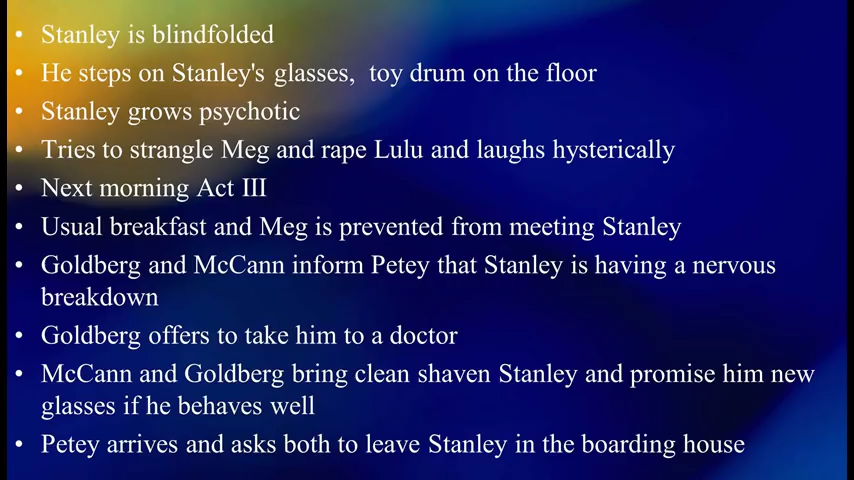 • Stanley is blindfolded
• He steps on Stanley's glasses,  toy drum on the floor
• Stanley grows psychotic
• Tries to strangle Meg and rape Lulu and laughs hysterically
• Next morning Act III
• Usual breakfast and Meg is prevented from meeting Stanley
• Goldberg and McCann inform Petey that Stanley is having a nervous
breakdown
• Goldberg offers to take him to a doctor
• McCann and Goldberg bring clean shaven Stanley and promise him new
glasses if he behaves well
• Petey arrives and asks both to leave Stanley in the boarding house